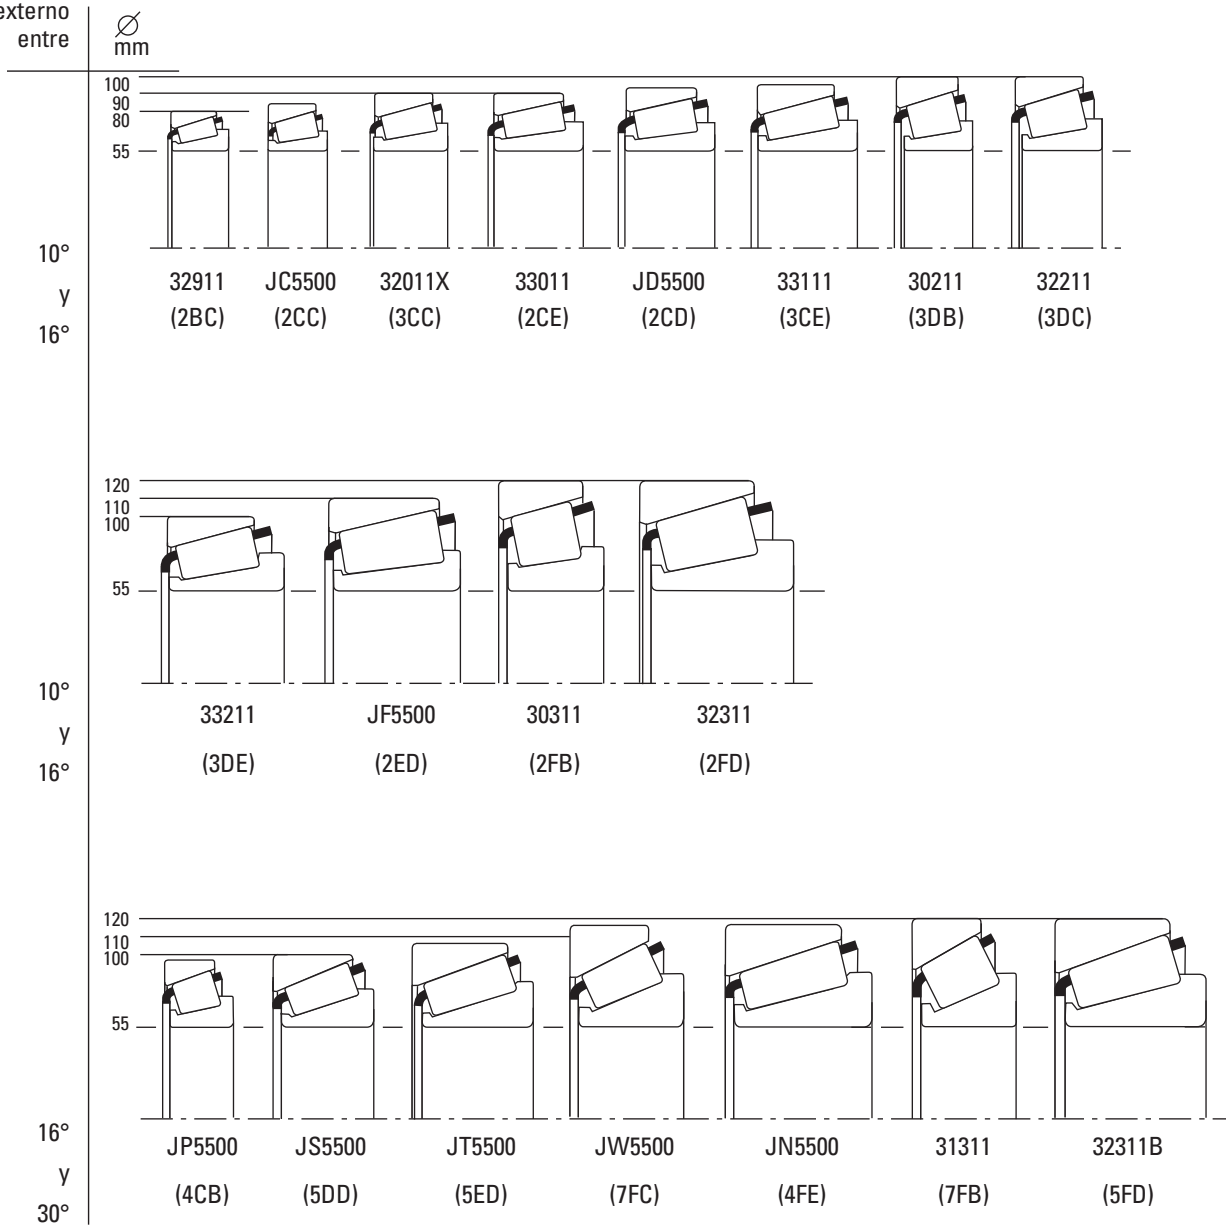 externo
entre
Ø
mm
100
90
80
55
10°
y
16°
32911 JC5500 32011X 33011 JD5500 33111 30211 32211
(2BC) (2CC) (3CC) (2CE) (2CD) (3CE) (3DB) (3DC)
120
110
100
55
10°
y
16°
33211 JF5500 30311 32311
(3DE) (2ED) (2FB) (2FD)
120
110
100
55
16°
y
30°
JP5500 JS5500 JT5500 JW5500 JN5500 31311 32311B
(4CB) (5DD) (5ED) (7FC) (4FE) (7FB) (5FD)